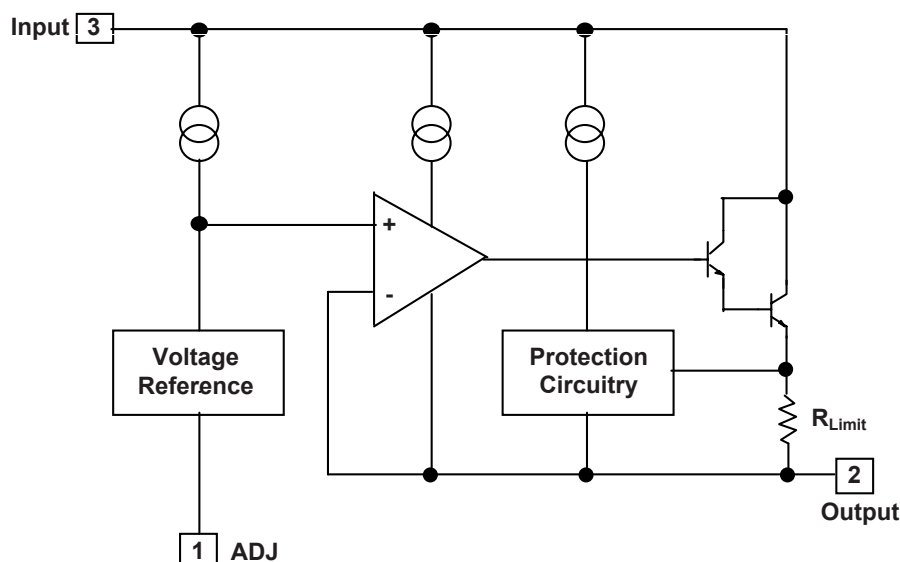 Input 3
+
-
Voltage
Reference
Protection
Circuitry
RLimit
2
Output
1 ADJ